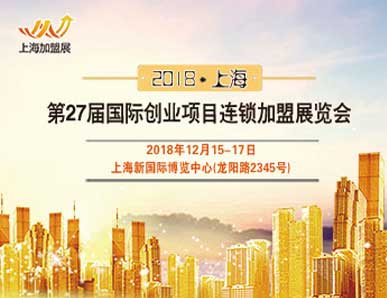 上海加盟展
2018·上海
第27届国际创业项目连锁加盟展览会
2018年12月15-17日
上海新国际博览中心(龙阳路2345号)